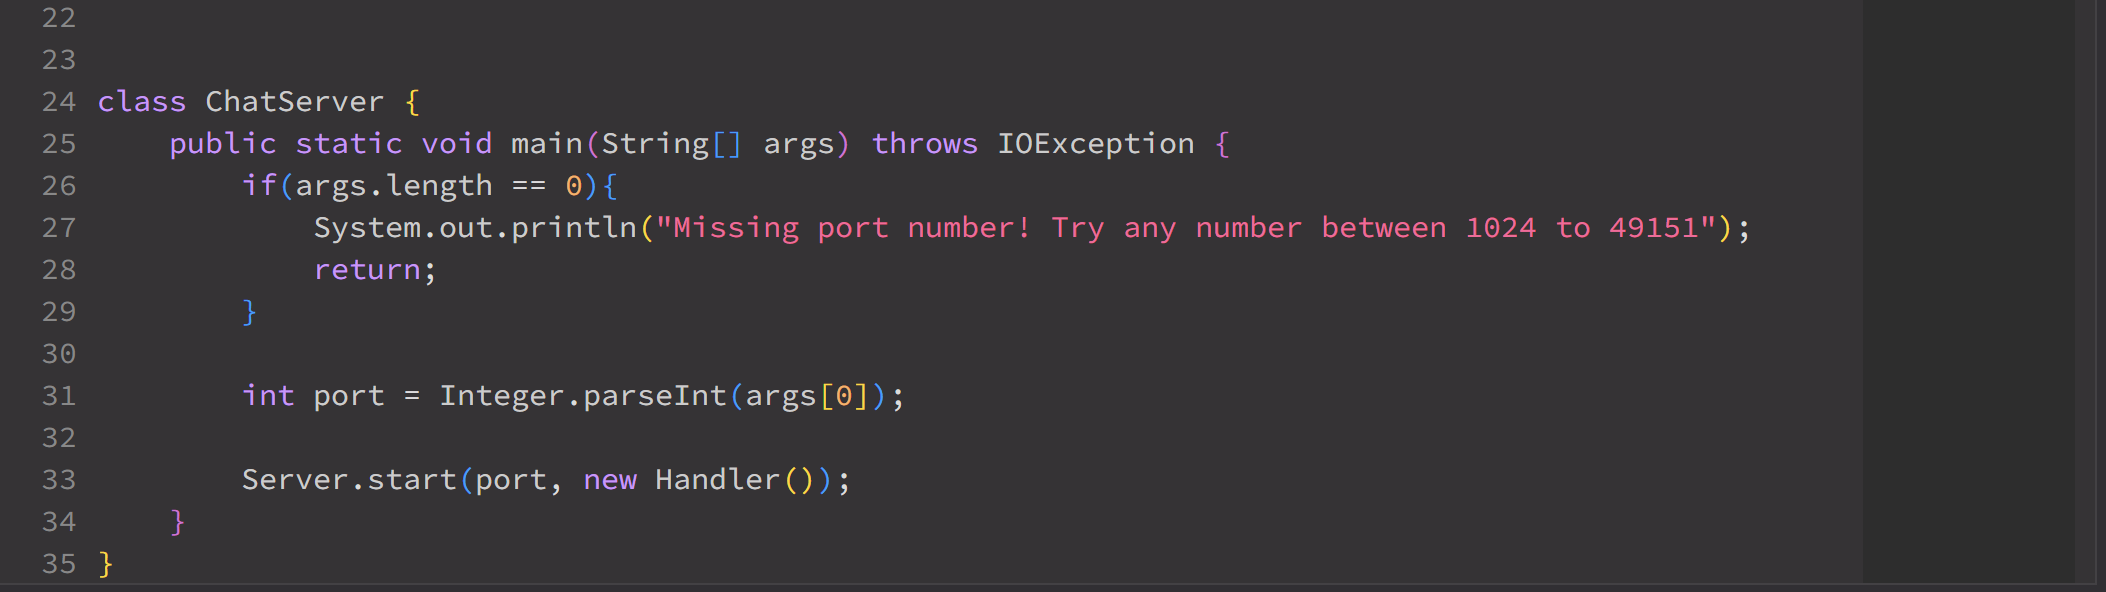 22
23
24 class ChatServer {
25     public static void main(String[] args) throws IOException {
26         if(args.length == 0){
27             System.out.println("Missing port number! Try any number between 1024 to 49151");
28             return;
29         }
30
31         int port = Integer.parseInt(args[0]);
32
33         Server.start(port, new Handler());
34     }
35 }